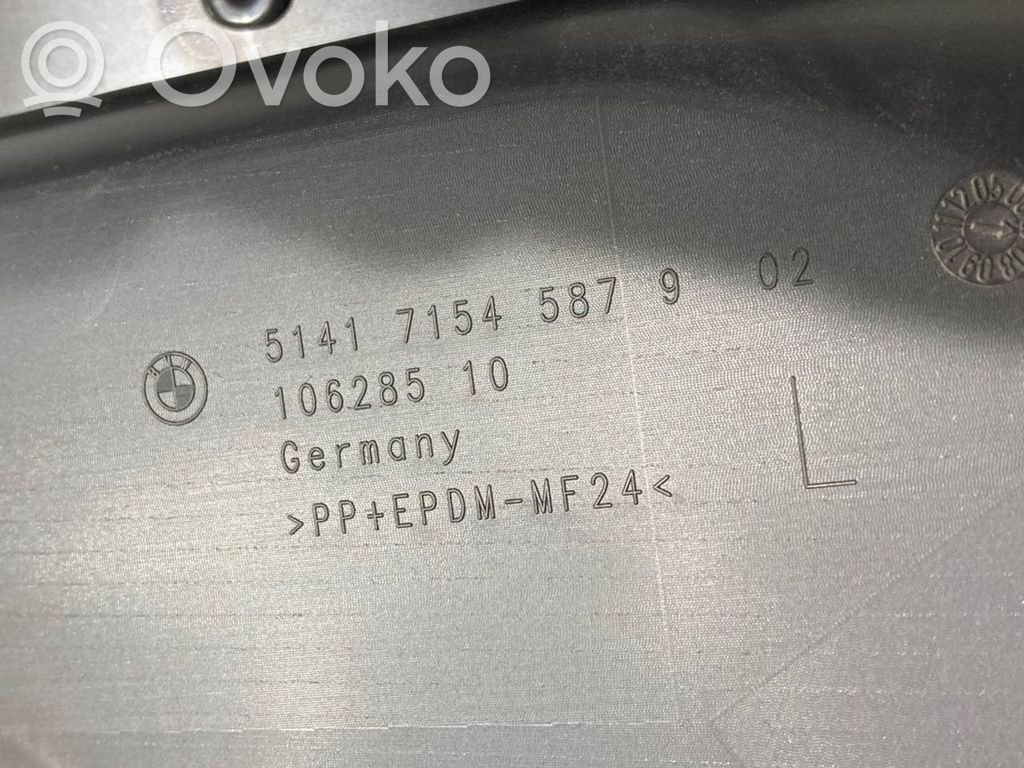 Ovoko
5141 7154 587 9 02
106285 10
Germany
L
>PP+EPDM-MF24<